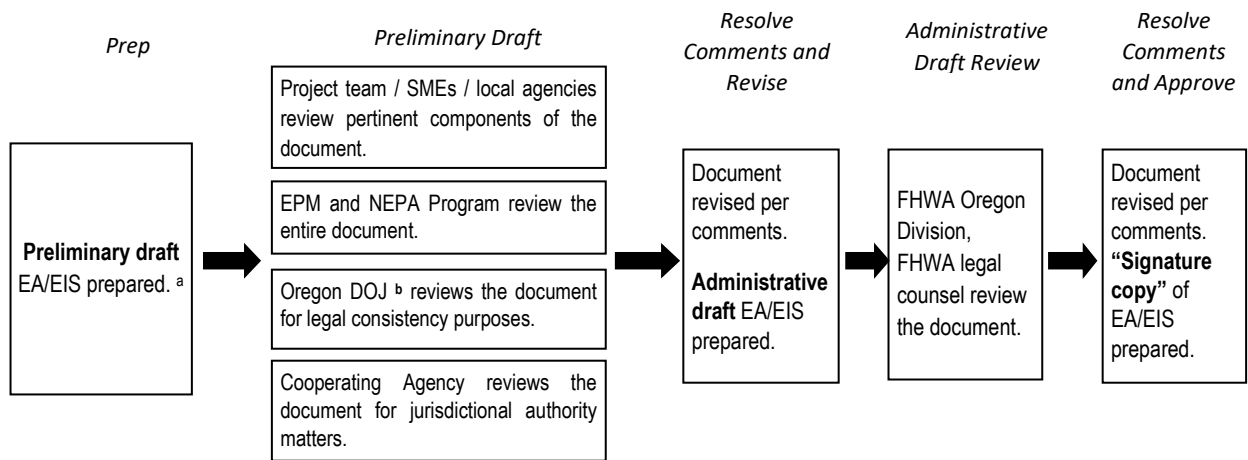 Prep
Preliminary draft
EA/EIS prepared. a
Preliminary Draft
Project team / SMEs / local agencies
review pertinent components of the
document.
EPM and NEPA Program review the
entire document.
Oregon DOJ b reviews the document
for legal consistency purposes.
Cooperating Agency reviews the
document for jurisdictional authority
matters.
Resolve
Comments and
Revise
Document
revised per
comments.
Administrative
draft EA/EIS
prepared.
Administrative
Draft Review
FHWA Oregon
Division,
FHWA legal
counsel review
the document.
Resolve
Comments
and Approve
Document
revised per
comments.
“Signature
copy” of
EA/EIS
prepared.